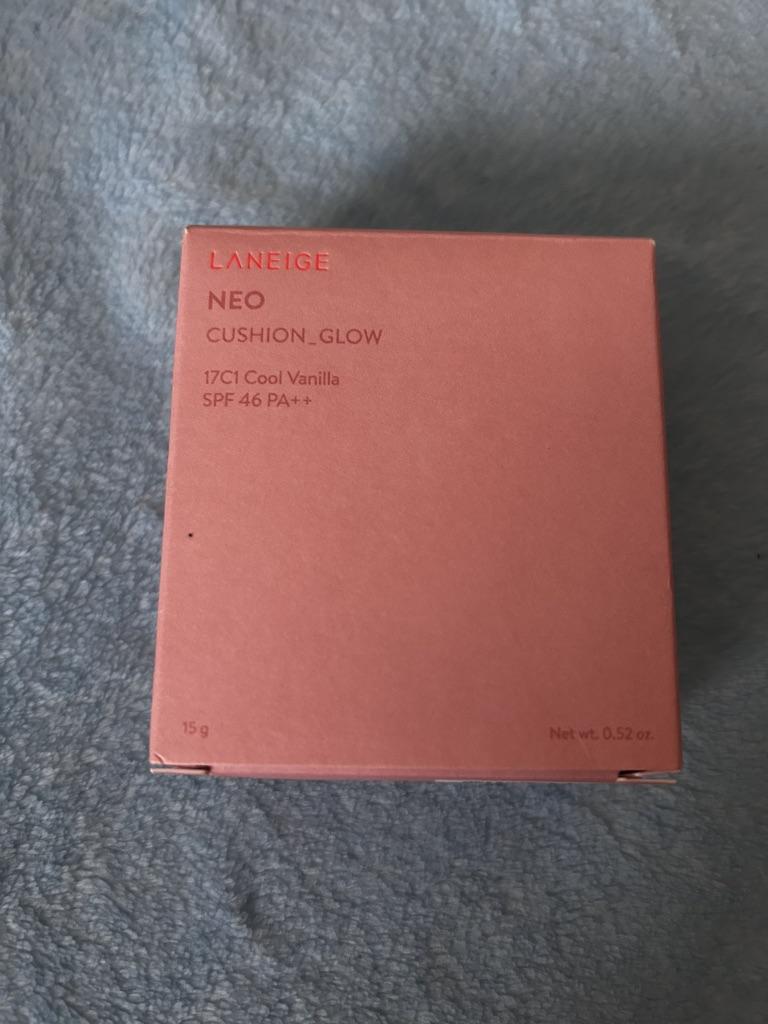 LANEIGE
NEO
CUSHION_GLOW
17C1 Cool Vanilla
SPF 46 PA++
15 g
Net wt. 0.52 oz.